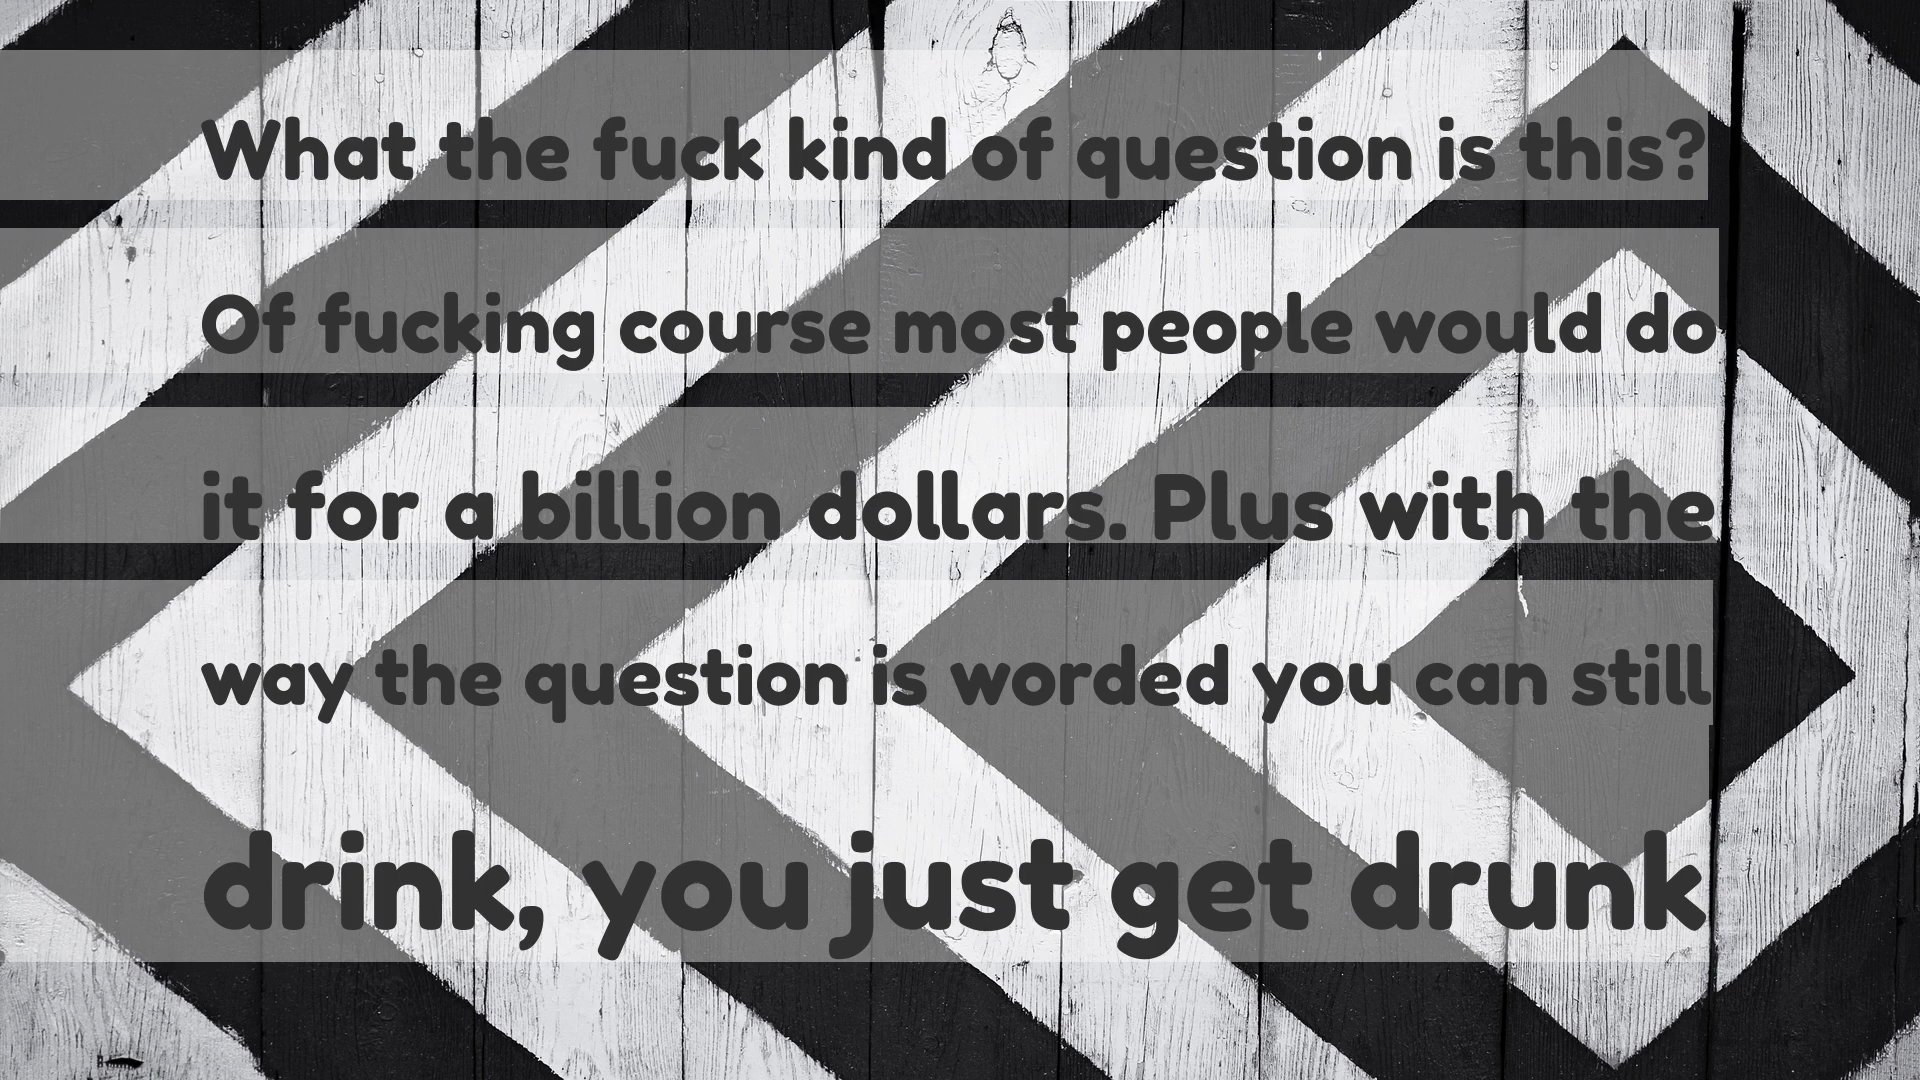 What the fuck kind of question is this?
Of fucking course most people would do
it for a billion dollars. Plus with the
way the question is worded you can still
drink, you just get drunk